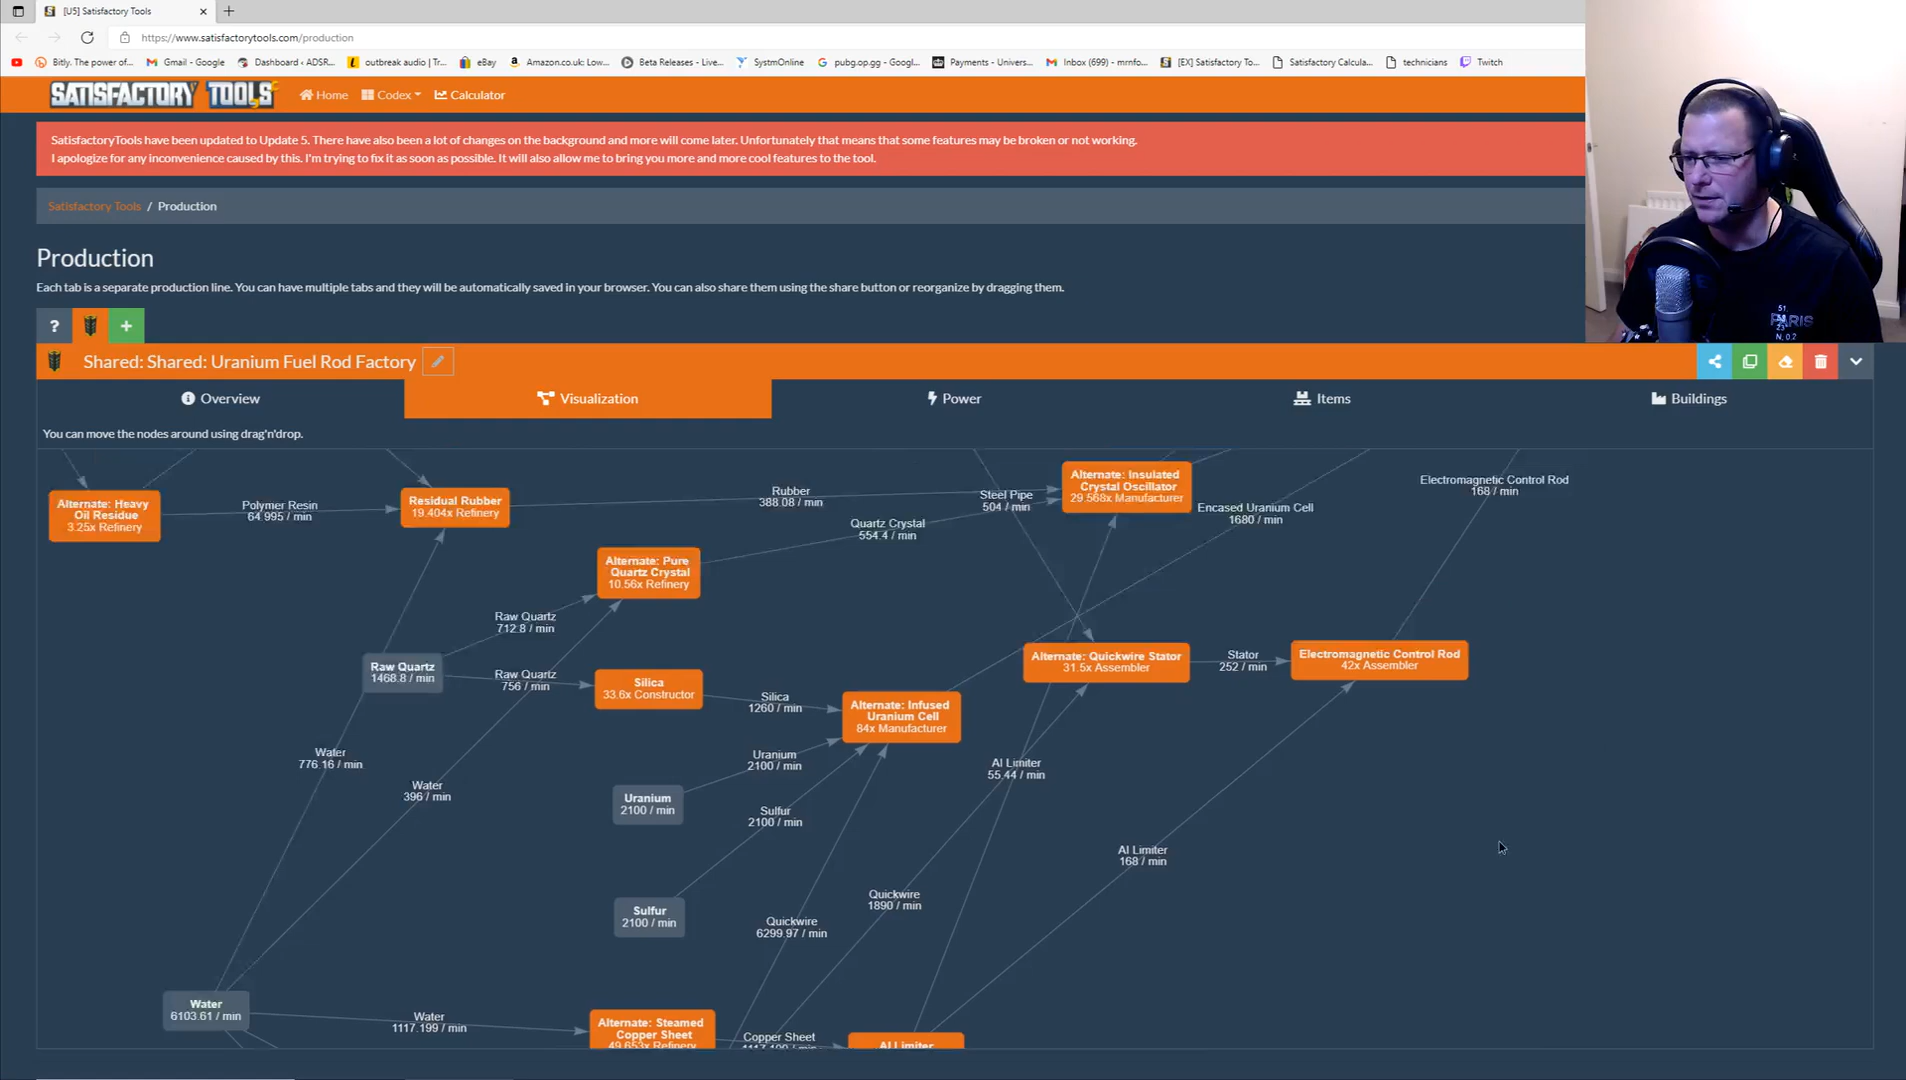 [U5] Satisfactory Tools
https://www.satisfactorytools.com/production
Bitly. The power of...
Gmail - Google
Dashboard ‹ ADSR...
outbreak audio | Tr...
eBay
Amazon.co.uk: Low...
Beta Releases - Live...
SystmOnline
pubg.op.gg - Googl...
Payments - Univers...
Inbox (699) - mrnfo...
[EX] Satisfactory To...
Satisfactory Calcula...
technicians
Twitch
SATISFACTORY TOOLS
Home
Codex
Calculator
SatisfactoryTools have been updated to Update 5. There have also been a lot of changes on the background and more will come later. Unfortunately that means that some features may be broken or not working.
I apologize for any inconvenience caused by this. I'm trying to fix it as soon as possible. It will also allow me to bring you more and more cool features to the tool.
Satisfactory Tools / Production
Production
Each tab is a separate production line. You can have multiple tabs and they will be automatically saved in your browser. You can also share them using the share button or reorganize by dragging them.
?
+
Shared: Shared: Uranium Fuel Rod Factory
Overview
Visualization
Power
Items
Buildings
You can move the nodes around using drag'n'drop.
Alternate: Heavy
Oil Residue
3.25x Refinery
Polymer Resin
64.995 / min
Residual Rubber
19.404x Refinery
Rubber
388.08 / min
Steel Pipe
504 / min
Alternate: Insulated
Crystal Oscillator
29.568x Manufacturer
Electromagnetic Control Rod
168 / min
Encased Uranium Cell
1680 / min
Quartz Crystal
554.4 / min
Alternate: Pure
Quartz Crystal
10.56x Refinery
Raw Quartz
712.8 / min
Raw Quartz
1468.8 / min
Raw Quartz
756 / min
Silica
33.6x Constructor
Silica
1260 / min
Alternate: Infused
Uranium Cell
84x Manufacturer
Alternate: Quickwire Stator
31.5x Assembler
Stator
252 / min
Electromagnetic Control Rod
42x Assembler
Water
776.16 / min
Water
396 / min
Uranium
2100 / min
Uranium
2100 / min
Sulfur
2100 / min
AI Limiter
55.44 / min
AI Limiter
168 / min
Quickwire
1890 / min
Sulfur
2100 / min
Quickwire
6299.97 / min
Water
6103.61 / min
Water
1117.199 / min
Alternate: Steamed
Copper Sheet
49.653x Refinery
Copper Sheet
AI Limiter
51.
PARIS
N, 0.2